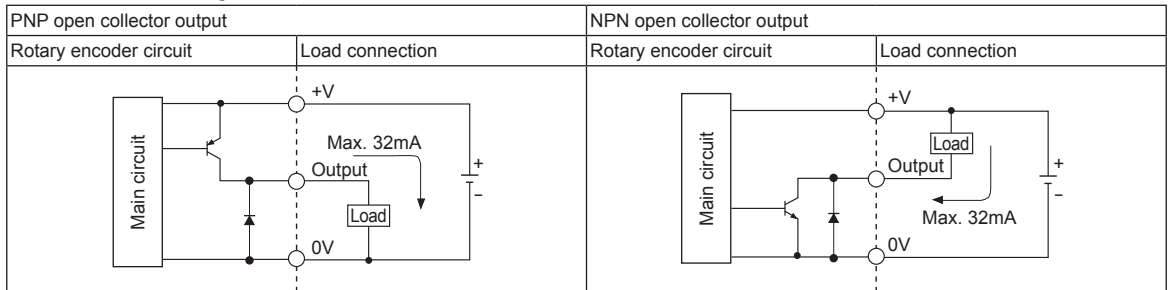 PNP open collector output
NPN open collector output
Rotary encoder circuit
Load connection
Rotary encoder circuit
Load connection
Main circuit
+V
Max. 32mA
Output
Load
+
−
0V
Main circuit
+V
Load
Output
Max. 32mA
+
−
0V